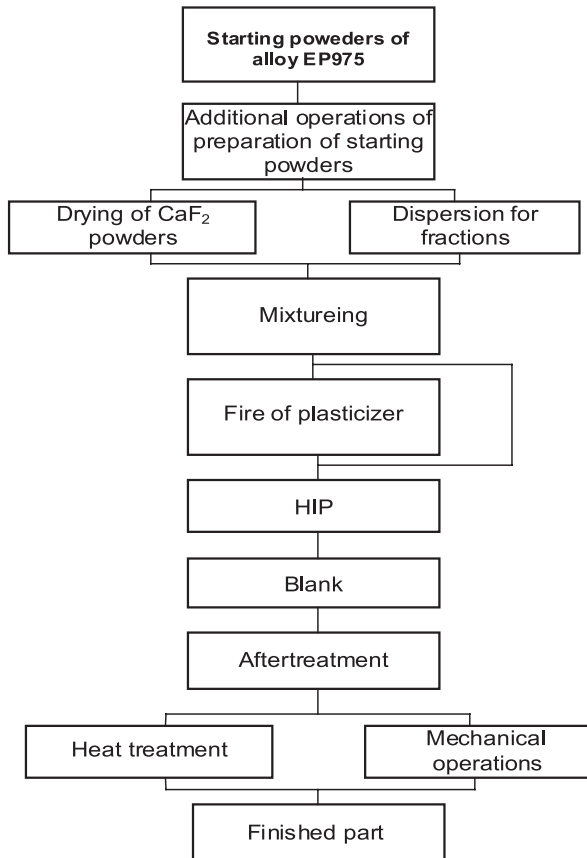 Starting poweders of
alloy EP975
Additional operations of
preparation of starting
powders
Drying of CaF₂
powders
Dispersion for
fractions
Mixtureing
Fire of plasticizer
HIP
Blank
Aftertreatment
Heat treatment
Mechanical
operations
Finished part